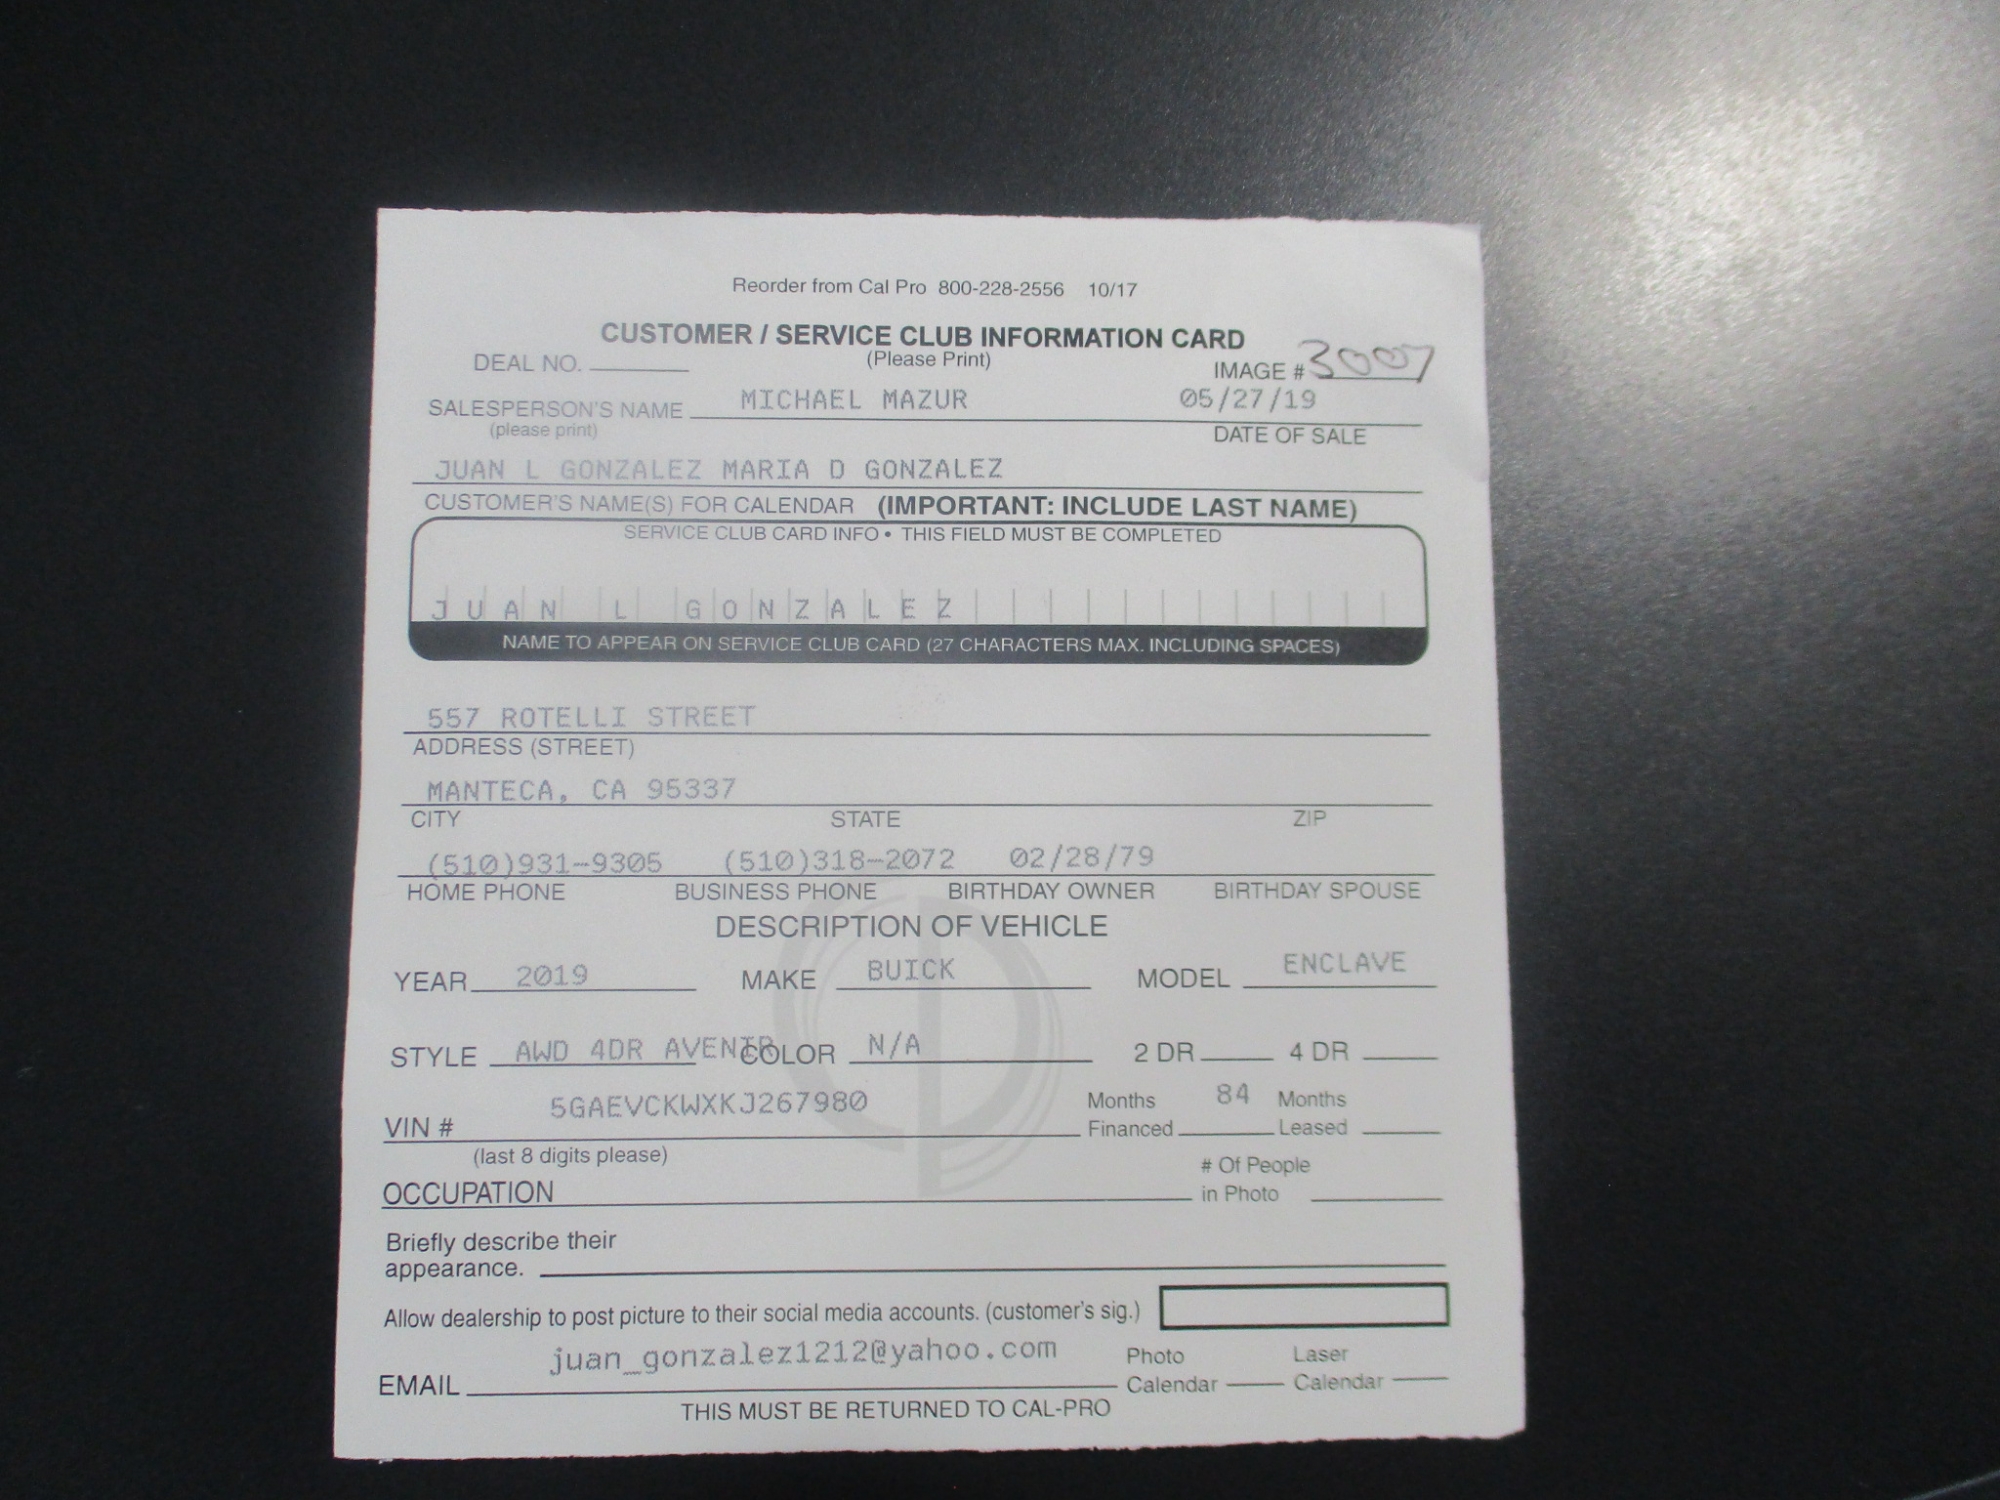 Reorder from Cal Pro 800-228-2556 10/17
CUSTOMER / SERVICE CLUB INFORMATION CARD
DEAL NO. (Please Print) IMAGE # 3007
SALESPERSON'S NAME MICHAEL MAZUR 05/27/19
(please print) DATE OF SALE
JUAN L GONZALEZ MARIA D GONZALEZ
CUSTOMER'S NAME(S) FOR CALENDAR (IMPORTANT: INCLUDE LAST NAME)
SERVICE CLUB CARD INFO • THIS FIELD MUST BE COMPLETED
JUAN L GONZALEZ
NAME TO APPEAR ON SERVICE CLUB CARD (27 CHARACTERS MAX. INCLUDING SPACES)
557 ROTELLI STREET
ADDRESS (STREET)
MANTECA, CA 95337
CITY STATE ZIP
(510)931-9305 (510)318-2072 02/28/79
HOME PHONE BUSINESS PHONE BIRTHDAY OWNER BIRTHDAY SPOUSE
DESCRIPTION OF VEHICLE
YEAR 2019 MAKE BUICK MODEL ENCLAVE
STYLE AWD 4DR AVENIR COLOR N/A 2 DR 4 DR
VIN # 5GAEVCKWXKJ267980 Months Financed 84 Months Leased
(last 8 digits please)
OCCUPATION # Of People in Photo
Briefly describe their
appearance.
Allow dealership to post picture to their social media accounts. (customer's sig.)
EMAIL juan_gonzalez1212@yahoo.com Photo Calendar Laser Calendar
THIS MUST BE RETURNED TO CAL-PRO